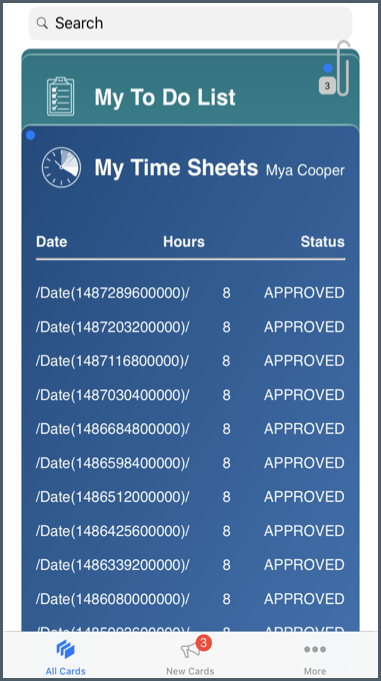 Search
3
My To Do List
My Time Sheets Mya Cooper
Date Hours Status
/Date(1487289600000)/ 8 APPROVED
/Date(1487203200000)/ 8 APPROVED
/Date(1487116800000)/ 8 APPROVED
/Date(1487030400000)/ 8 APPROVED
/Date(1486684800000)/ 8 APPROVED
/Date(1486598400000)/ 8 APPROVED
/Date(1486512000000)/ 8 APPROVED
/Date(1486425600000)/ 8 APPROVED
/Date(1486339200000)/ 8 APPROVED
/Date(1486080000000)/ 8 APPROVED
8 APPROVED
3
All Cards New Cards More